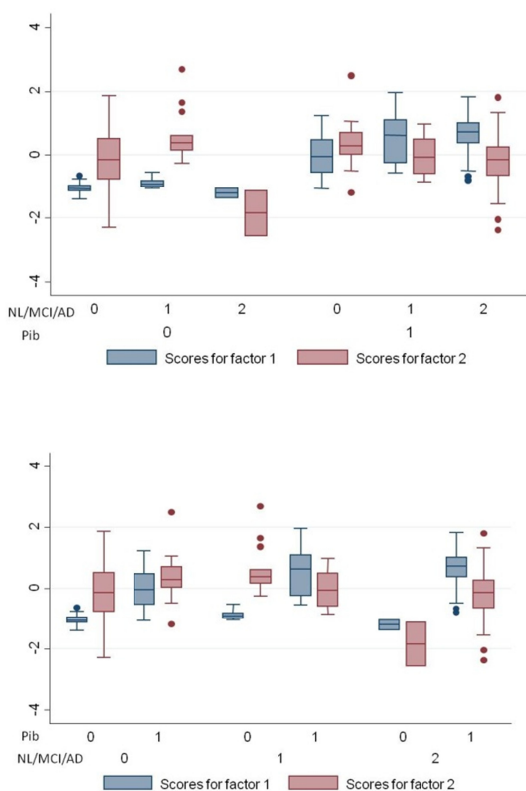 4
2
0
-2
-4
NL/MCI/AD 0 1 2 0 1 2
Pib 0 1
Scores for factor 1 Scores for factor 2
4
2
0
-2
-4
Pib 0 1 0 1 0 1
NL/MCI/AD 0 1 2
Scores for factor 1 Scores for factor 2